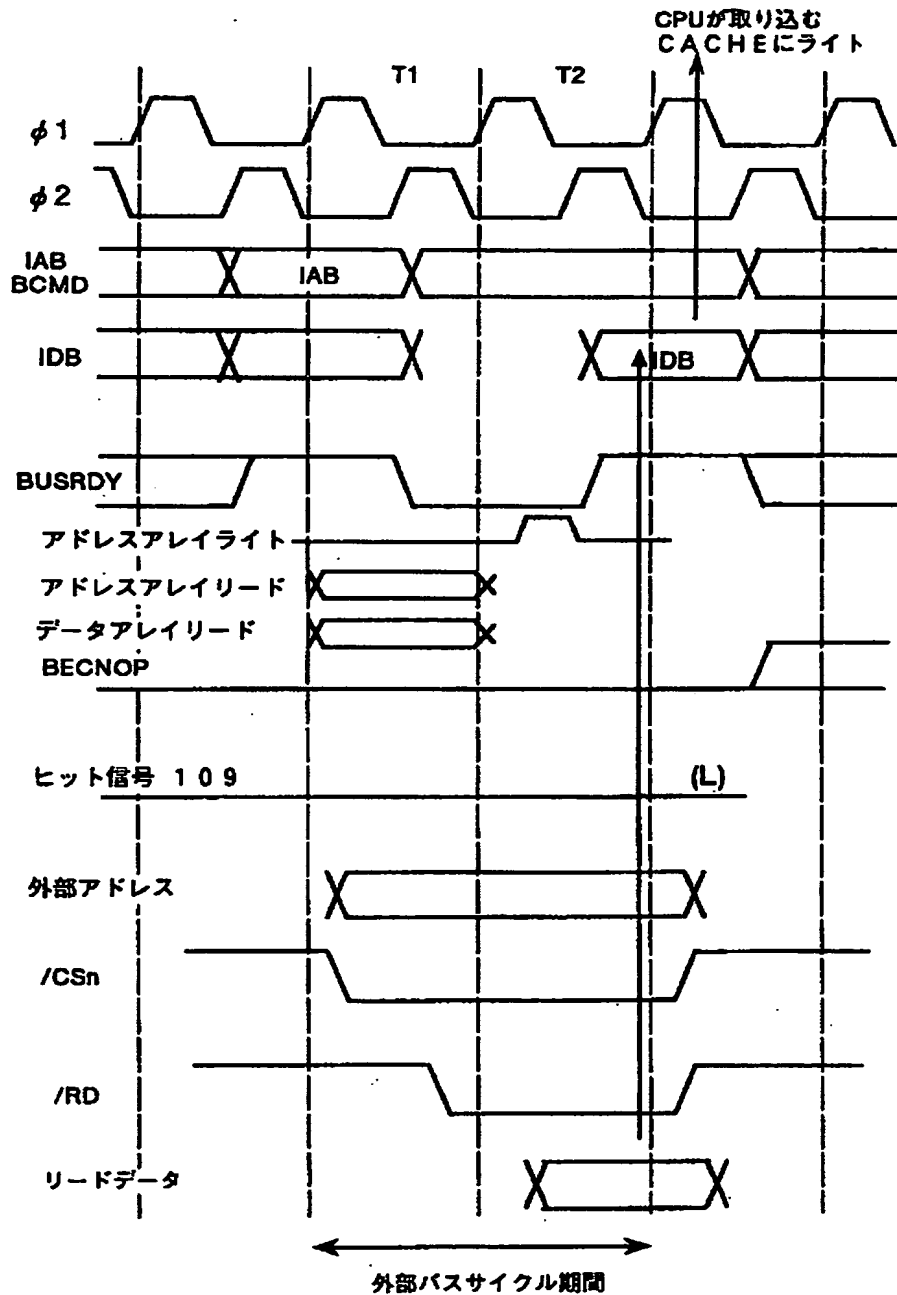 CPUが取り込む
CACHEにライト
T1 T2
φ1
φ2
IAB
BCMD
IAB
IDB
IDB
BUSRDY
アドレスアレイライト
アドレスアレイリード
データアレイリード
BECNOP
ヒット信号 109
(L)
外部アドレス
/CSn
/RD
リードデータ
外部バスサイクル期間